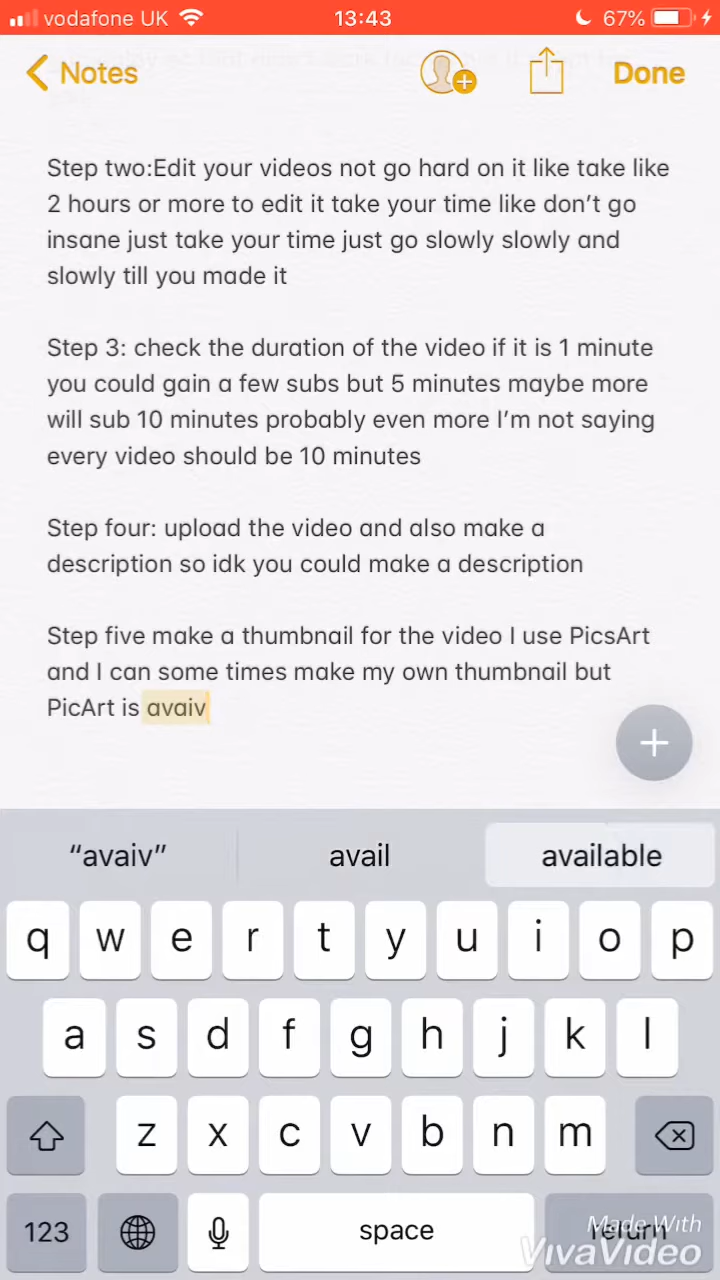 vodafone UK 13:43 67%
Notes Done
Step two:Edit your videos not go hard on it like take like
2 hours or more to edit it take your time like don’t go
insane just take your time just go slowly slowly and
slowly till you made it
Step 3: check the duration of the video if it is 1 minute
you could gain a few subs but 5 minutes maybe more
will sub 10 minutes probably even more I’m not saying
every video should be 10 minutes
Step four: upload the video and also make a
description so idk you could make a description
Step five make a thumbnail for the video I use PicsArt
and I can some times make my own thumbnail but
PicArt is avaiv
“avaiv” avail available
q w e r t y u i o p
a s d f g h j k l
z x c v b n m
123 space return
Made With
VivaVideo